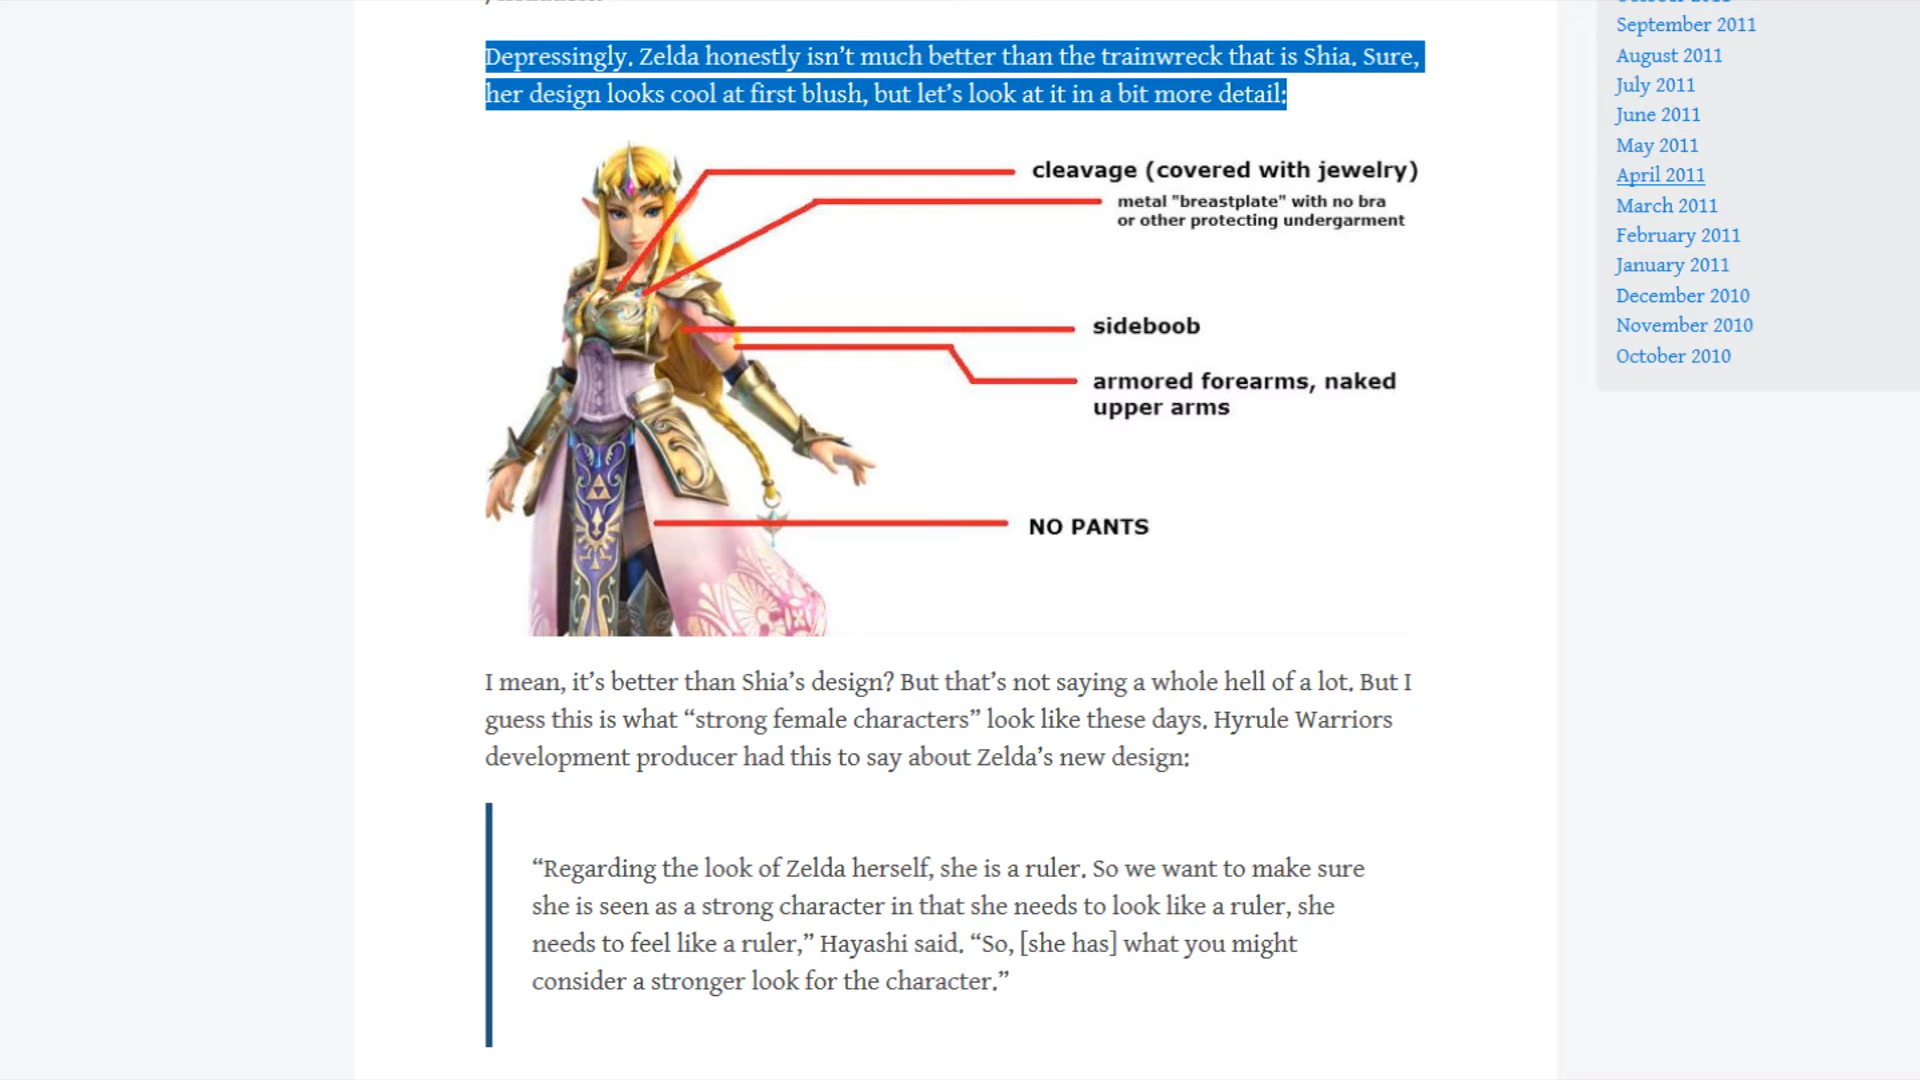 Depressingly. Zelda honestly isn’t much better than the trainwreck that is Shia. Sure,
her design looks cool at first blush, but let’s look at it in a bit more detail:
cleavage (covered with jewelry)
metal "breastplate" with no bra
or other protecting undergarment
sideboob
armored forearms, naked
upper arms
NO PANTS
I mean, it’s better than Shia’s design? But that’s not saying a whole hell of a lot. But I
guess this is what “strong female characters” look like these days. Hyrule Warriors
development producer had this to say about Zelda’s new design:
“Regarding the look of Zelda herself, she is a ruler. So we want to make sure
she is seen as a strong character in that she needs to look like a ruler, she
needs to feel like a ruler,” Hayashi said. “So, [she has] what you might
consider a stronger look for the character.”
September 2011
August 2011
July 2011
June 2011
May 2011
April 2011
March 2011
February 2011
January 2011
December 2010
November 2010
October 2010